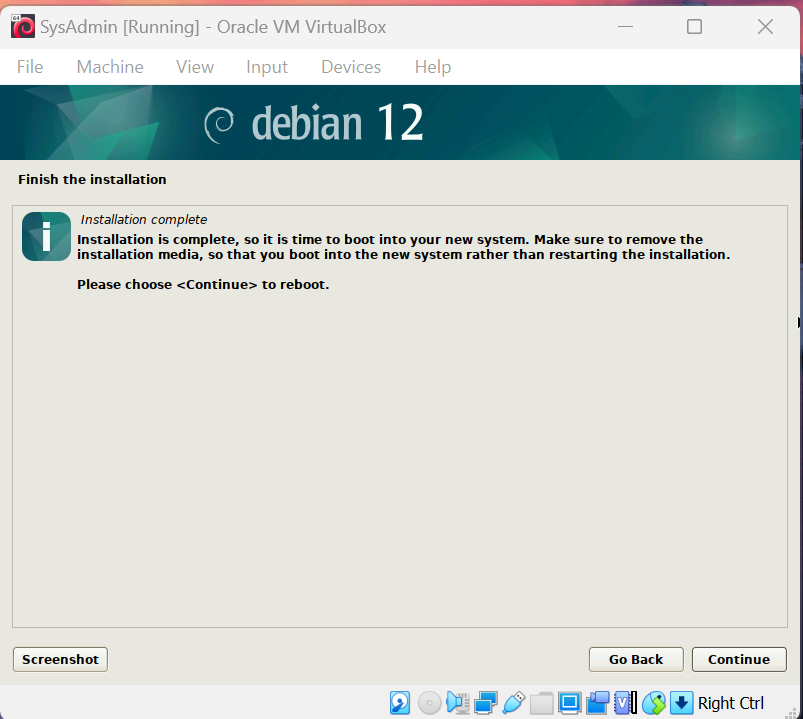 SysAdmin [Running] - Oracle VM VirtualBox
File Machine View Input Devices Help
debian 12
Finish the installation
Installation complete
Installation is complete, so it is time to boot into your new system. Make sure to remove the
installation media, so that you boot into the new system rather than restarting the installation.
Please choose <Continue> to reboot.
Screenshot Go Back Continue
Right Ctrl